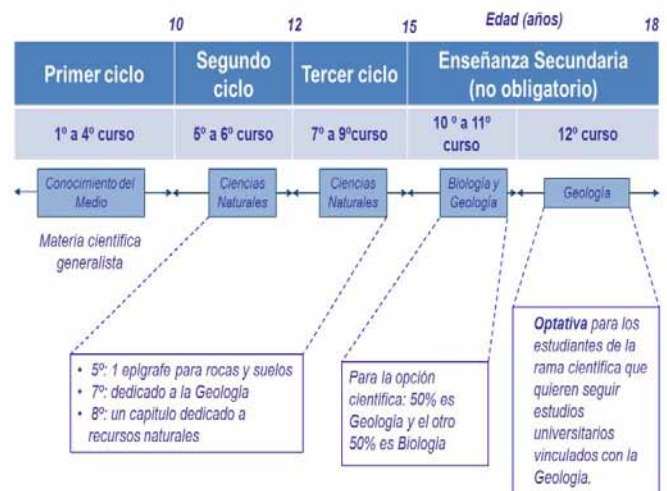 10 12 15 Edad (años) 18
Primer ciclo
Segundo
ciclo
Tercer ciclo
Enseñanza Secundaria
(no obligatorio)
1º a 4º curso
5º a 6º curso
7º a 9ºcurso
10 º a 11º
curso
12º curso
Conocimiento del
Medio
Ciencias
Naturales
Ciencias
Naturales
Biología y
Geología
Geología
Materia científica
generalista
• 5º: 1 epígrafe para rocas y suelos
• 7º: dedicado a la Geología
• 8º: un capítulo dedicado a
recursos naturales
Para la opción
científica: 50% es
Geología y el otro
50% es Biología
Optativa para los
estudiantes de la
rama científica que
quieren seguir
estudios
universitarios
vinculados con la
Geología.